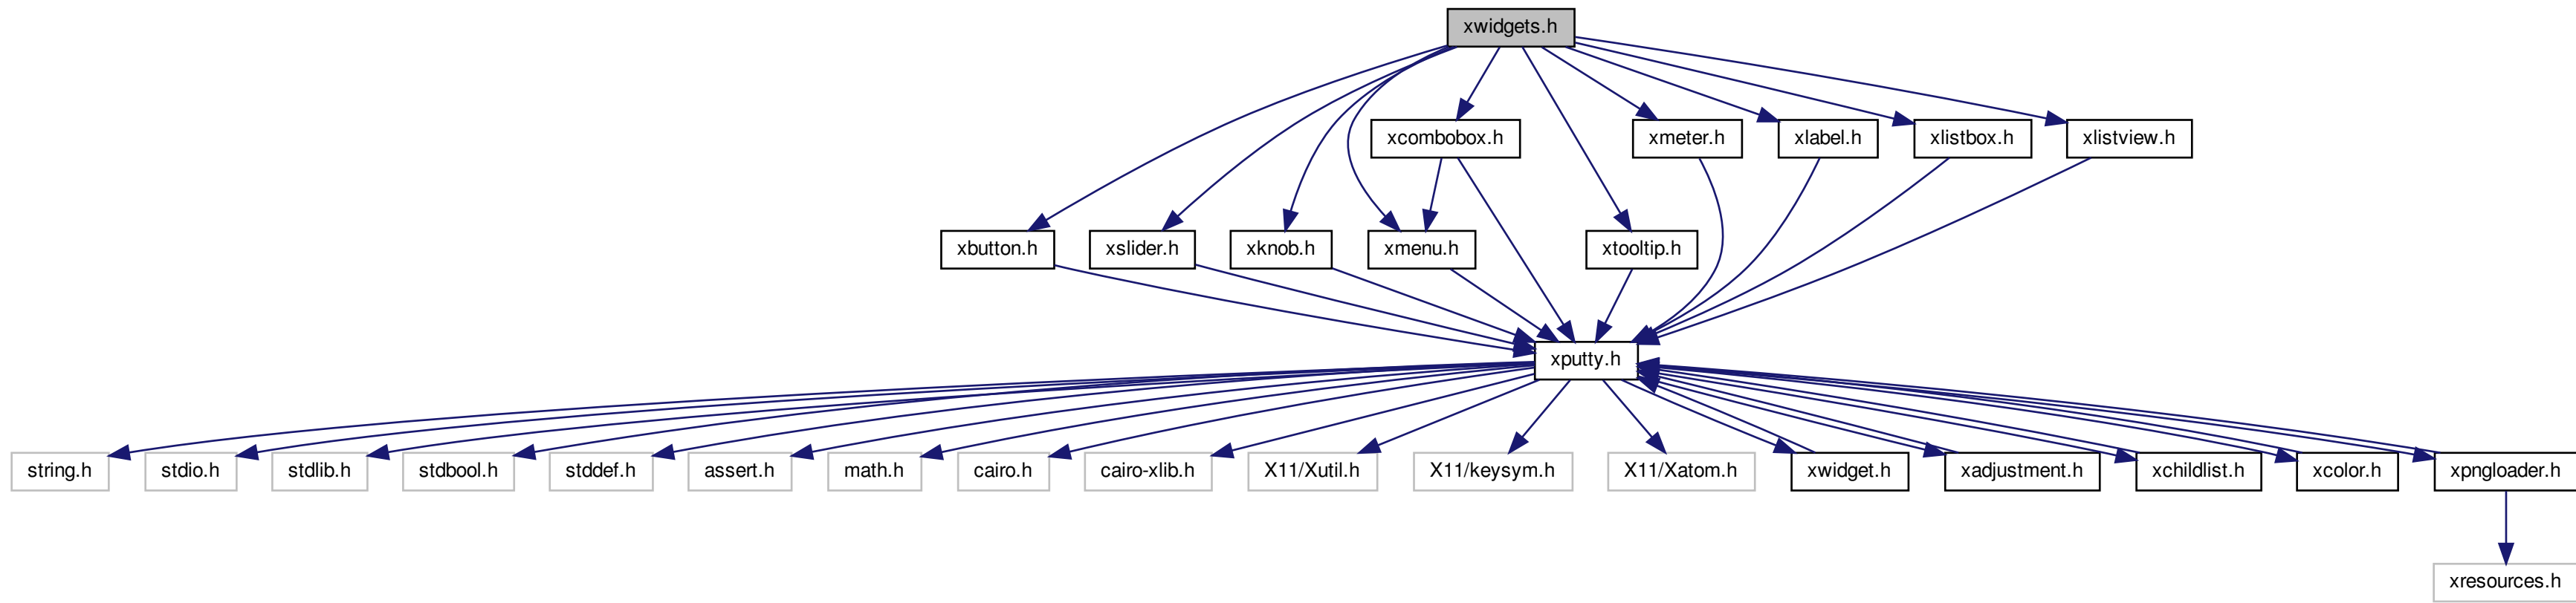 xwidgets.h
xcombobox.h
xmeter.h
xlabel.h
xlistbox.h
xlistview.h
xbutton.h
xslider.h
xknob.h
xmenu.h
xtooltip.h
xputty.h
string.h
stdio.h
stdlib.h
stdbool.h
stddef.h
assert.h
math.h
cairo.h
cairo-xlib.h
X11/Xutil.h
X11/keysym.h
X11/Xatom.h
xwidget.h
xadjustment.h
xchildlist.h
xcolor.h
xpngloader.h
xresources.h